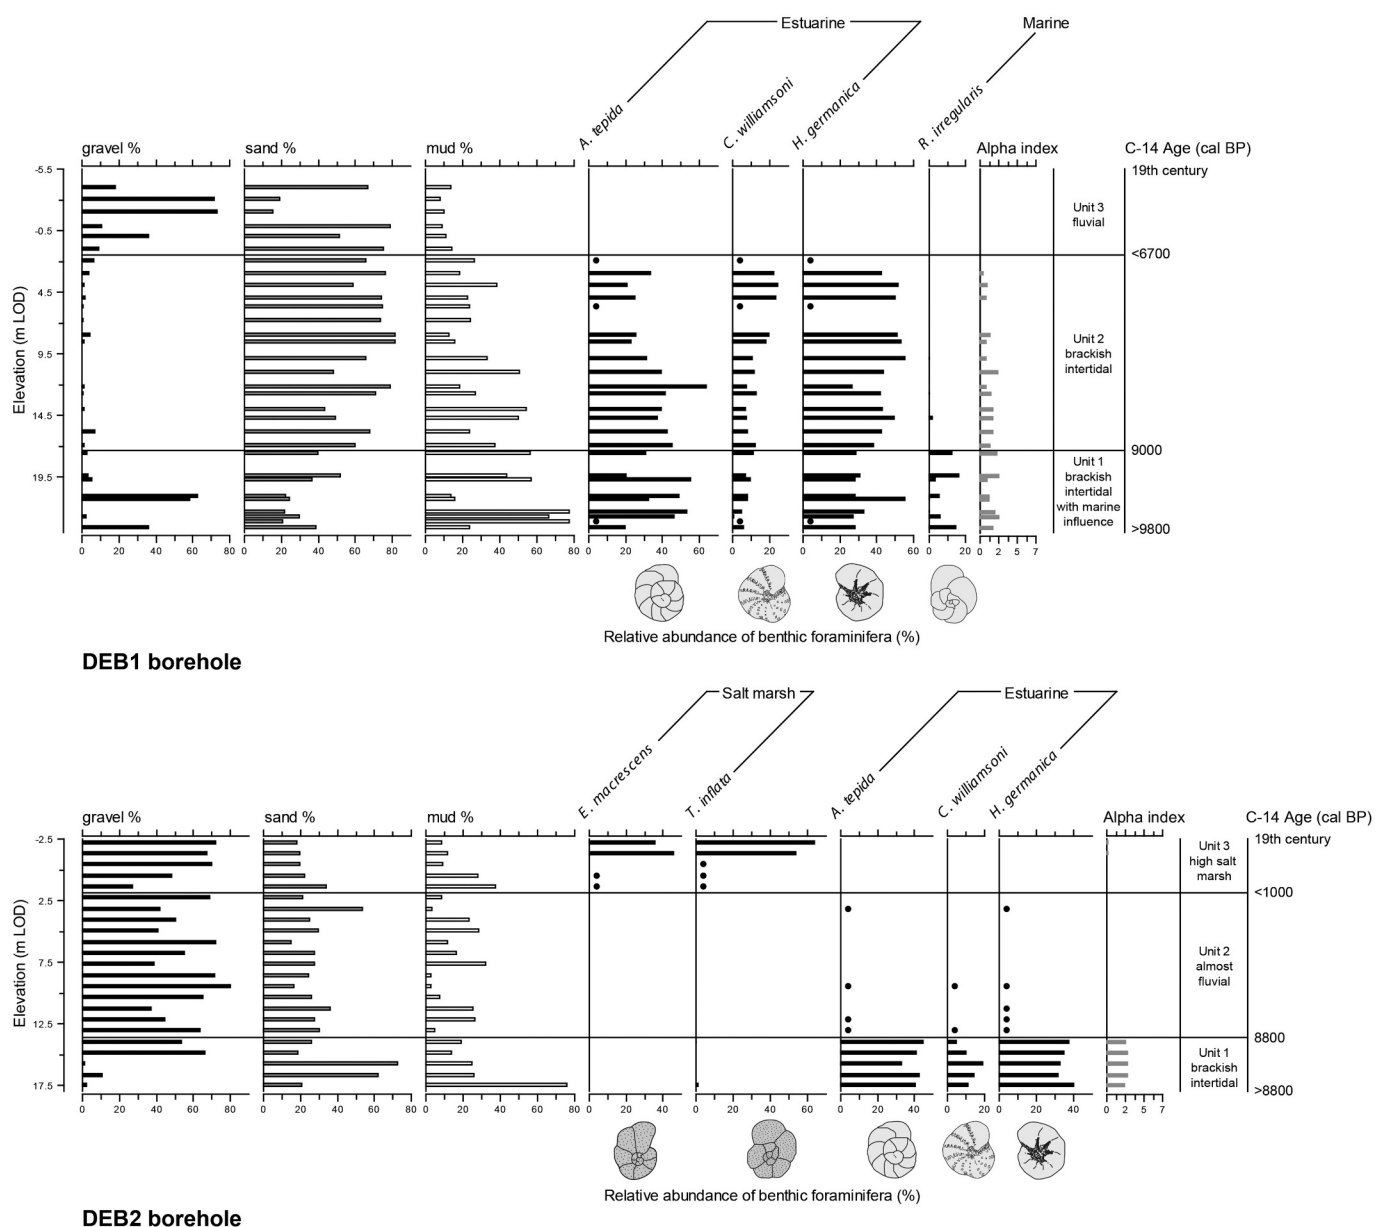 Estuarine
Marine
A. tepida
C. williamsoni
H. germanica
R. irregularis
gravel %
sand %
mud %
Alpha index
C-14 Age (cal BP)
Elevation (m LOD)
-5.5
-0.5
4.5
9.5
14.5
19.5
19th century
Unit 3
fluvial
<6700
Unit 2
brackish
intertidal
9000
Unit 1
brackish
intertidal
with marine
influence
>9800
0 20 40 60 80
0 20 40 60 80
0 20 40 60 80
0 20 40 60
0 20
0 20 40 60
0 20
0 2 5 7
Relative abundance of benthic foraminifera (%)
DEB1 borehole
Salt marsh
Estuarine
E. macrescens
T. inflata
A. tepida
C. williamsoni
H. germanica
gravel %
sand %
mud %
Alpha index
C-14 Age (cal BP)
Elevation (m LOD)
-2.5
2.5
7.5
12.5
17.5
19th century
Unit 3
high salt
marsh
<1000
Unit 2
almost
fluvial
8800
Unit 1
brackish
intertidal
>8800
0 20 40 60 80
0 20 40 60 80
0 20 40 60 80
0 20 40
0 20 40 60
0 20 40
0 20
0 20 40
0 2 5 7
Relative abundance of benthic foraminifera (%)
DEB2 borehole